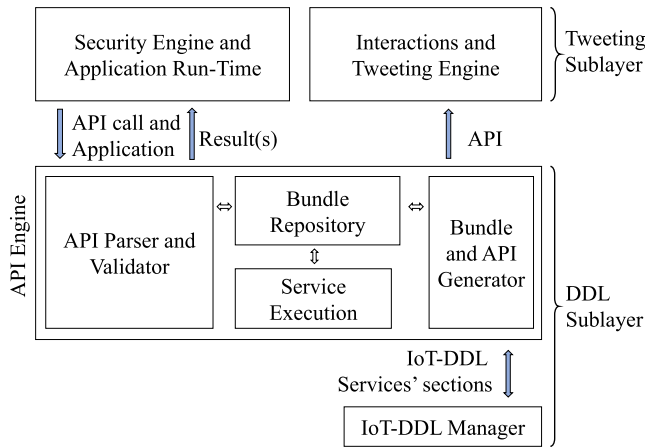 Security Engine and
Application Run-Time
Interactions and
Tweeting Engine
Tweeting
Sublayer
API call and
Application
Result(s)
API
API Engine
API Parser and
Validator
Bundle
Repository
Service
Execution
Bundle
and API
Generator
DDL
Sublayer
IoT-DDL
Services’ sections
IoT-DDL Manager